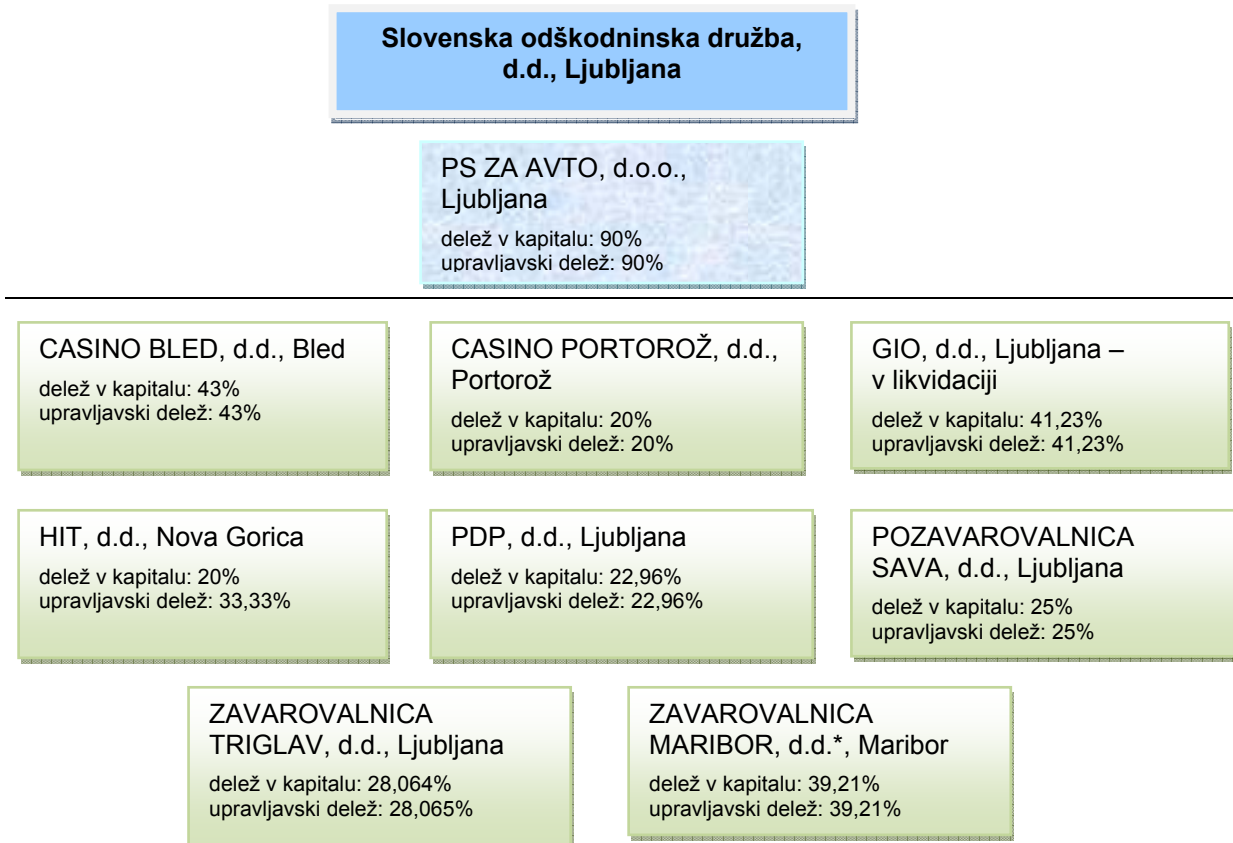 Slovenska odškodninska družba,
d.d., Ljubljana
PS ZA AVTO, d.o.o.,
Ljubljana
delež v kapitalu: 90%
upravljavski delež: 90%
CASINO BLED, d.d., Bled
delež v kapitalu: 43%
upravljavski delež: 43%
CASINO PORTOROŽ, d.d.,
Portorož
delež v kapitalu: 20%
upravljavski delež: 20%
GIO, d.d., Ljubljana –
v likvidaciji
delež v kapitalu: 41,23%
upravljavski delež: 41,23%
HIT, d.d., Nova Gorica
delež v kapitalu: 20%
upravljavski delež: 33,33%
PDP, d.d., Ljubljana
delež v kapitalu: 22,96%
upravljavski delež: 22,96%
POZAVAROVALNICA
SAVA, d.d., Ljubljana
delež v kapitalu: 25%
upravljavski delež: 25%
ZAVAROVALNICA
TRIGLAV, d.d., Ljubljana
delež v kapitalu: 28,064%
upravljavski delež: 28,065%
ZAVAROVALNICA
MARIBOR, d.d.*, Maribor
delež v kapitalu: 39,21%
upravljavski delež: 39,21%